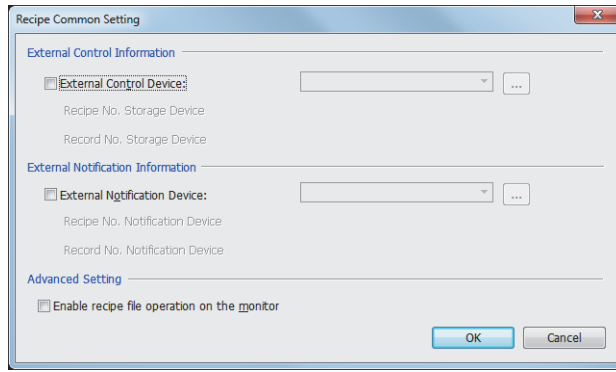 Recipe Common Setting
External Control Information
External Control Device:
...
Recipe No. Storage Device
Record No. Storage Device
External Notification Information
External Notification Device:
...
Recipe No. Notification Device
Record No. Notification Device
Advanced Setting
Enable recipe file operation on the monitor
OK Cancel